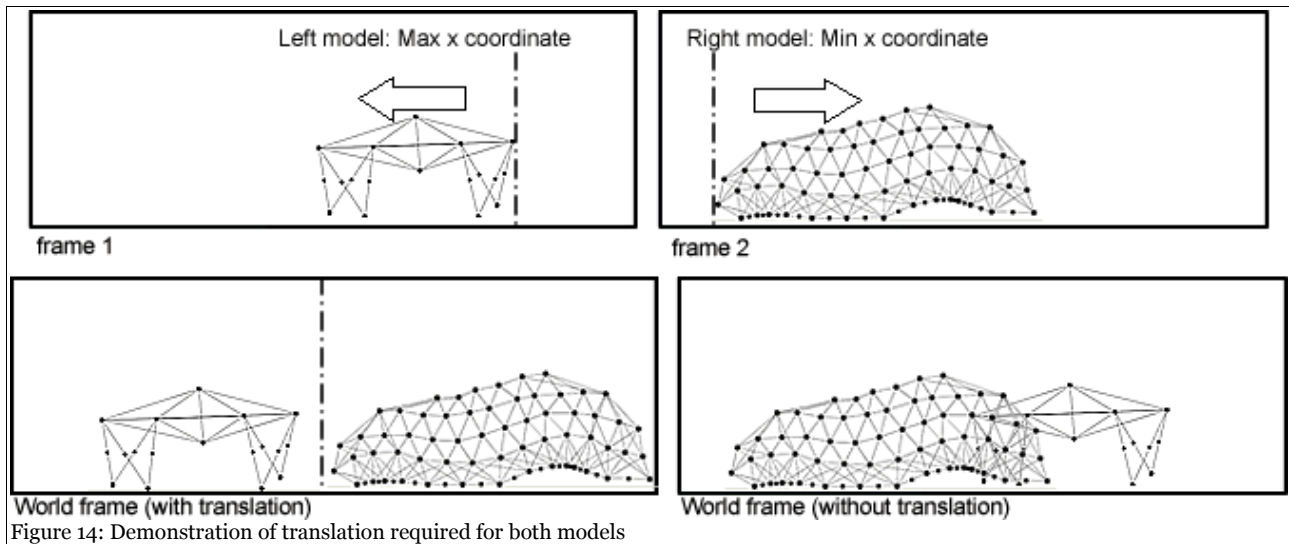 Left model: Max x coordinate
Right model: Min x coordinate
frame 1
frame 2
World frame (with translation)
World frame (without translation)
Figure 14: Demonstration of translation required for both models